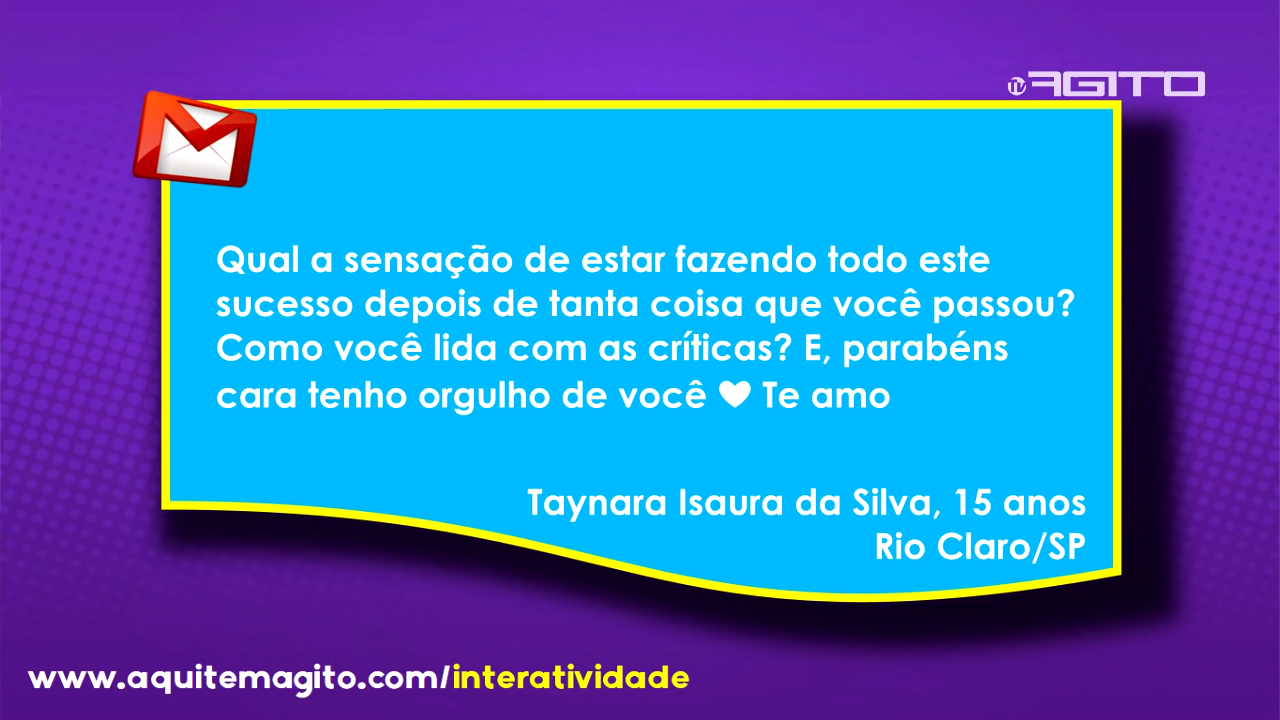 TV AGITO
Qual a sensação de estar fazendo todo este
sucesso depois de tanta coisa que você passou?
Como você lida com as críticas? E, parabéns
cara tenho orgulho de você ♥ Te amo
Taynara Isaura da Silva, 15 anos
Rio Claro/SP
www.aquitemagito.com/interatividade